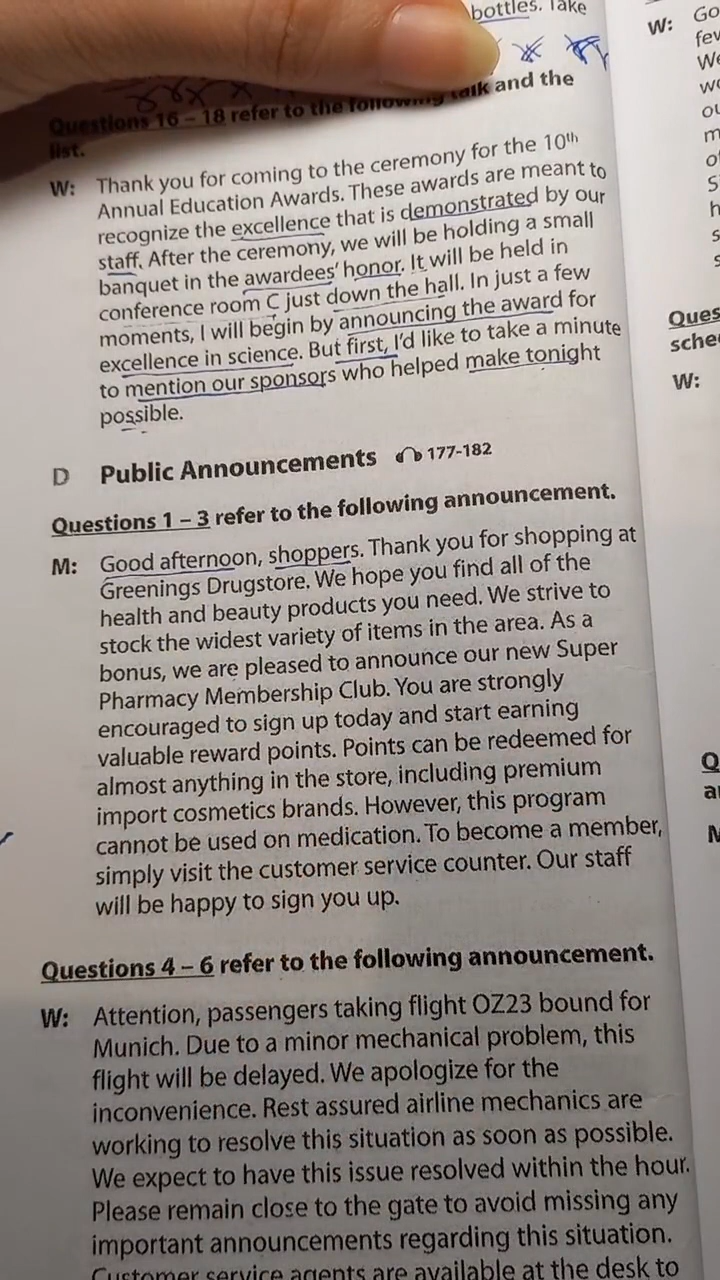 bottles. Take
Questions 16 – 18 refer to the following talk and the
list.
W: Thank you for coming to the ceremony for the 10th
Annual Education Awards. These awards are meant to
recognize the excellence that is demonstrated by our
staff. After the ceremony, we will be holding a small
banquet in the awardees' honor. It will be held in
conference room C just down the hall. In just a few
moments, I will begin by announcing the award for
excellence in science. But first, I'd like to take a minute
to mention our sponsors who helped make tonight
possible.
D Public Announcements 177-182
Questions 1 – 3 refer to the following announcement.
M: Good afternoon, shoppers. Thank you for shopping at
Greenings Drugstore. We hope you find all of the
health and beauty products you need. We strive to
stock the widest variety of items in the area. As a
bonus, we are pleased to announce our new Super
Pharmacy Membership Club. You are strongly
encouraged to sign up today and start earning
valuable reward points. Points can be redeemed for
almost anything in the store, including premium
import cosmetics brands. However, this program
cannot be used on medication. To become a member,
simply visit the customer service counter. Our staff
will be happy to sign you up.
Questions 4 – 6 refer to the following announcement.
W: Attention, passengers taking flight OZ23 bound for
Munich. Due to a minor mechanical problem, this
flight will be delayed. We apologize for the
inconvenience. Rest assured airline mechanics are
working to resolve this situation as soon as possible.
We expect to have this issue resolved within the hour.
Please remain close to the gate to avoid missing any
important announcements regarding this situation.
Customer service agents are available at the desk to
W:
W: